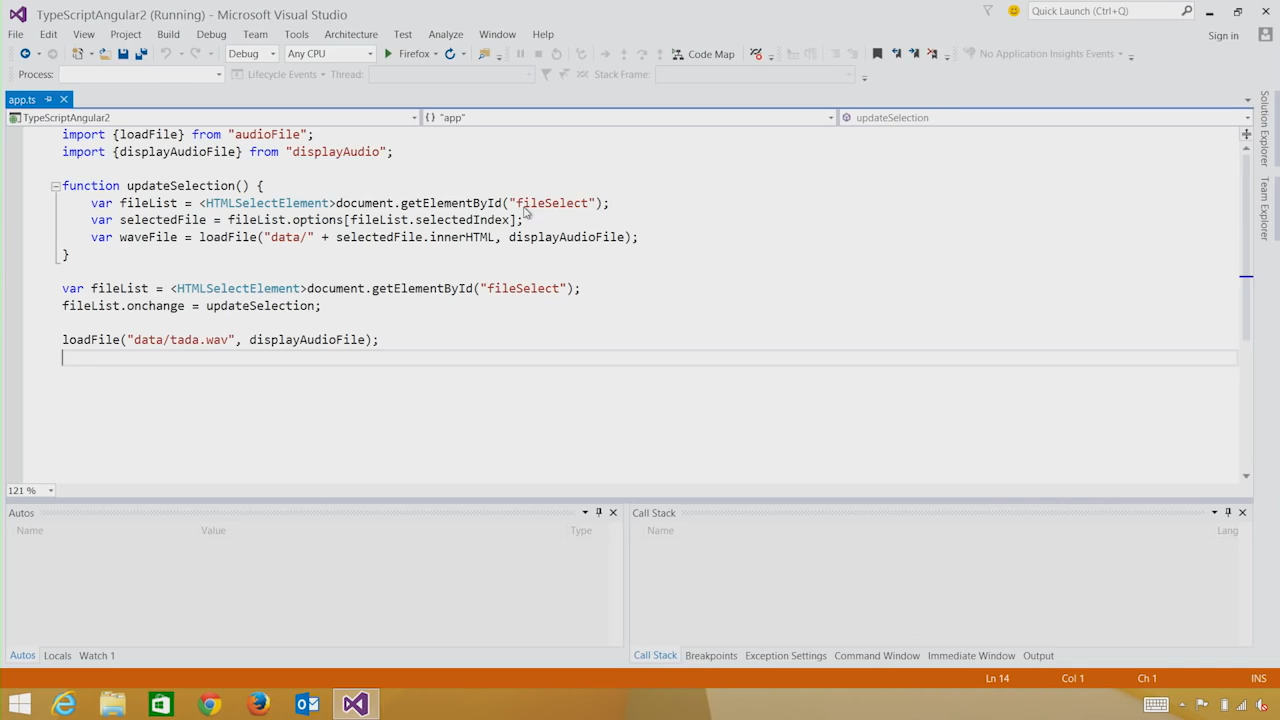 TypeScriptAngular2 (Running) - Microsoft Visual Studio
Quick Launch (Ctrl+Q)
File Edit View Project Build Debug Team Tools Architecture Test Analyze Window Help
Sign in
Debug Any CPU Firefox Code Map No Application Insights Events
Process: Lifecycle Events Thread: Stack Frame:
app.ts
TypeScriptAngular2 {} "app" updateSelection
import {loadFile} from "audioFile";
import {displayAudioFile} from "displayAudio";
function updateSelection() {
var fileList = <HTMLSelectElement>document.getElementById("fileSelect");
var selectedFile = fileList.options[fileList.selectedIndex];
var waveFile = loadFile("data/" + selectedFile.innerHTML, displayAudioFile);
}
var fileList = <HTMLSelectElement>document.getElementById("fileSelect");
fileList.onchange = updateSelection;
loadFile("data/tada.wav", displayAudioFile);
Solution Explorer
Team Explorer
121 %
Autos
Name Value Type
Autos Locals Watch 1
Call Stack
Name Lang
Call Stack Breakpoints Exception Settings Command Window Immediate Window Output
Ln 14 Col 1 Ch 1 INS